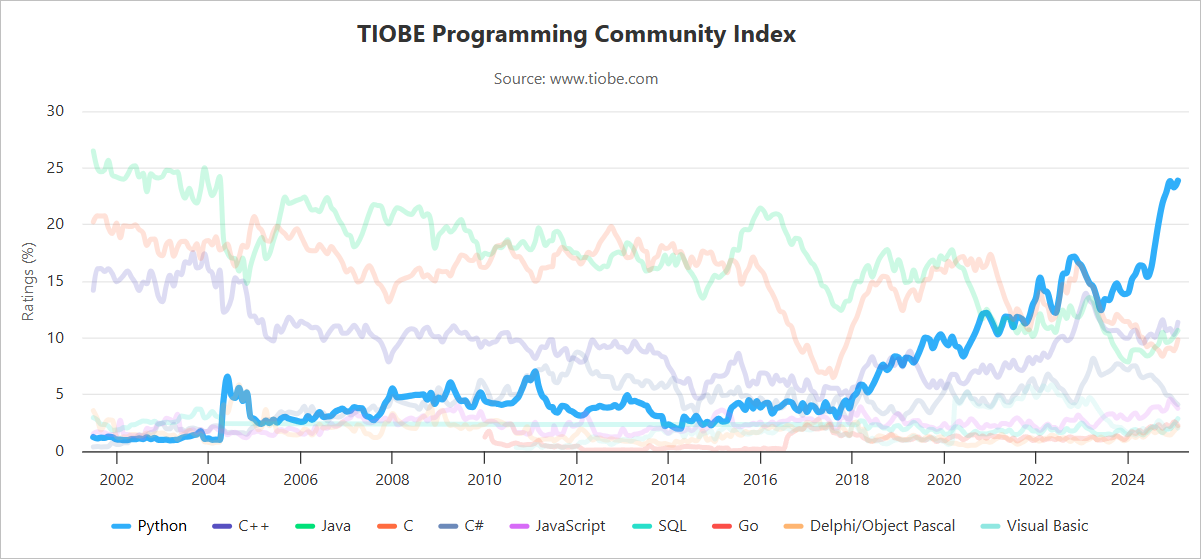 TIOBE Programming Community Index
Source: www.tiobe.com
Ratings (%)
30
25
20
15
10
5
0
2002 2004 2006 2008 2010 2012 2014 2016 2018 2020 2022 2024
Python C++ Java C C# JavaScript SQL Go Delphi/Object Pascal Visual Basic